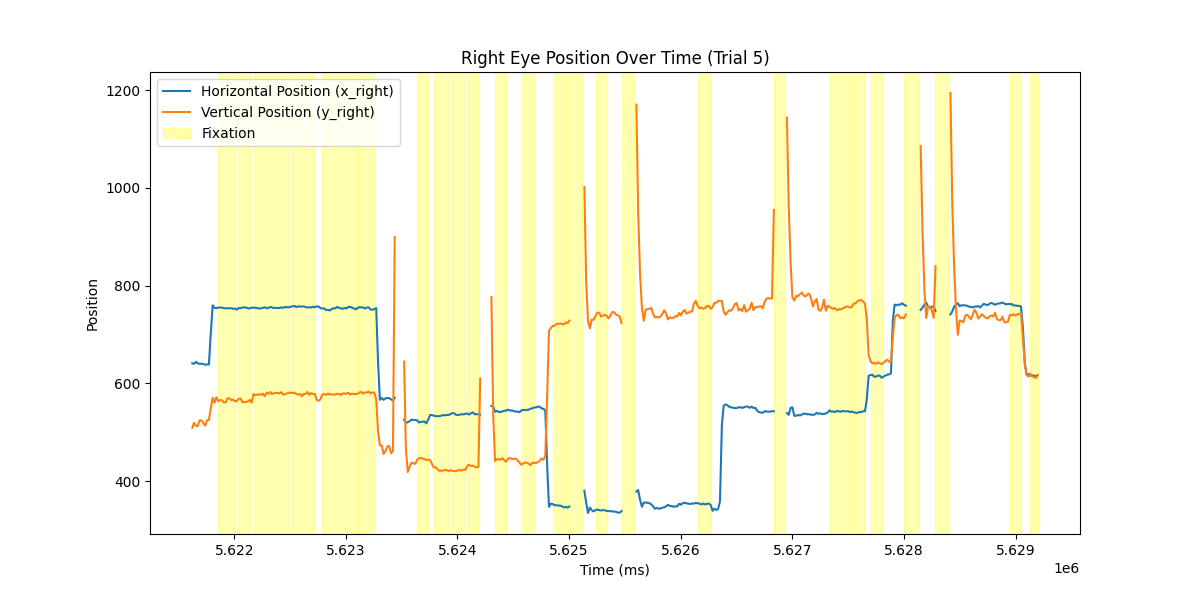 Right Eye Position Over Time (Trial 5)
Horizontal Position (x_right)
Vertical Position (y_right)
Fixation
1200
1000
800
600
400
Position
5.622 5.623 5.624 5.625 5.626 5.627 5.628 5.629
1e6
Time (ms)